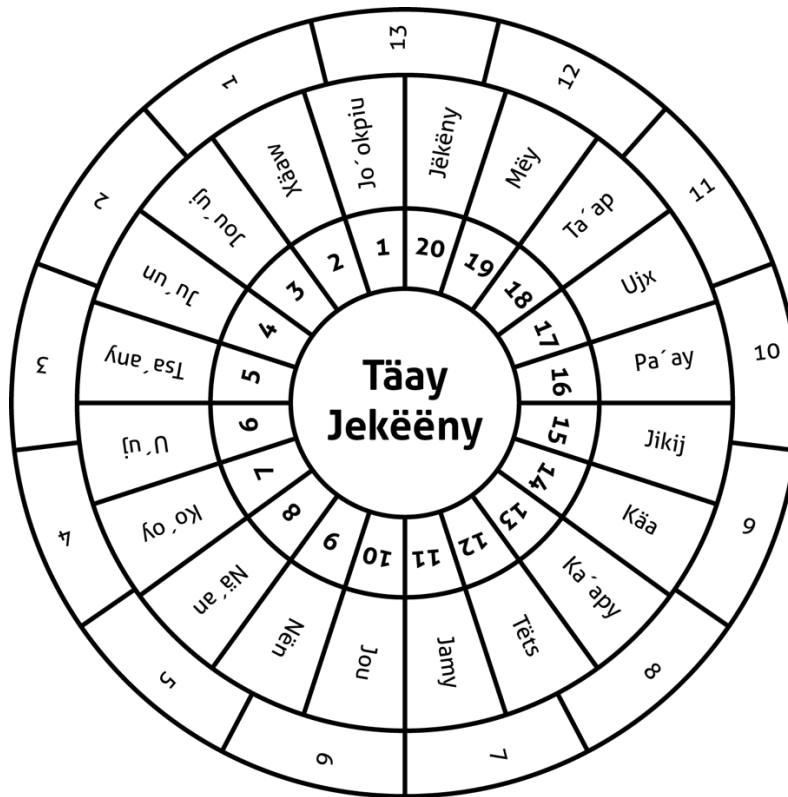 Täay
Jekëëny
1
2
3
4
5
6
7
8
9
10
11
12
13
14
15
16
17
18
19
20
Jo´okpiu
Xäaw
Jou´uj
Ju´un
Tsa´any
U´uj
Ko´oy
Nä´an
Nën
Jou
Jamy
Tëts
Ka´apy
Käa
Jikij
Pa´ay
Ujx
Ta´ap
Mëy
Jëkëny
1
2
3
4
5
6
7
8
9
10
11
12
13